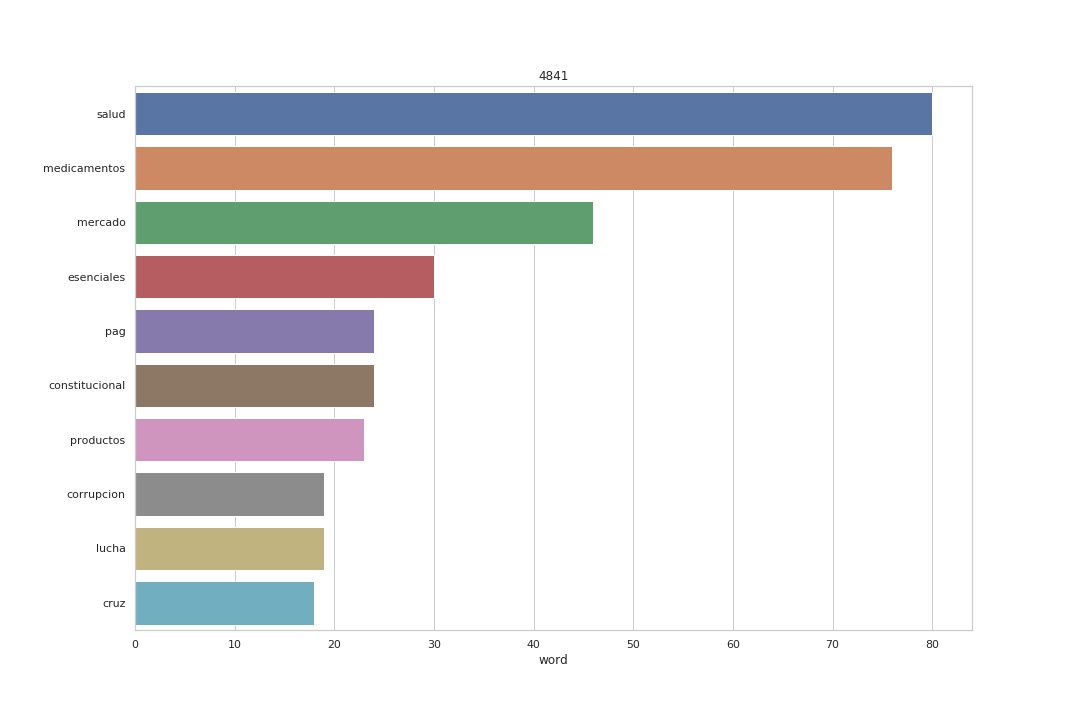 4841
salud
medicamentos
mercado
esenciales
pag
constitucional
productos
corrupcion
lucha
cruz
0 10 20 30 40 50 60 70 80
word